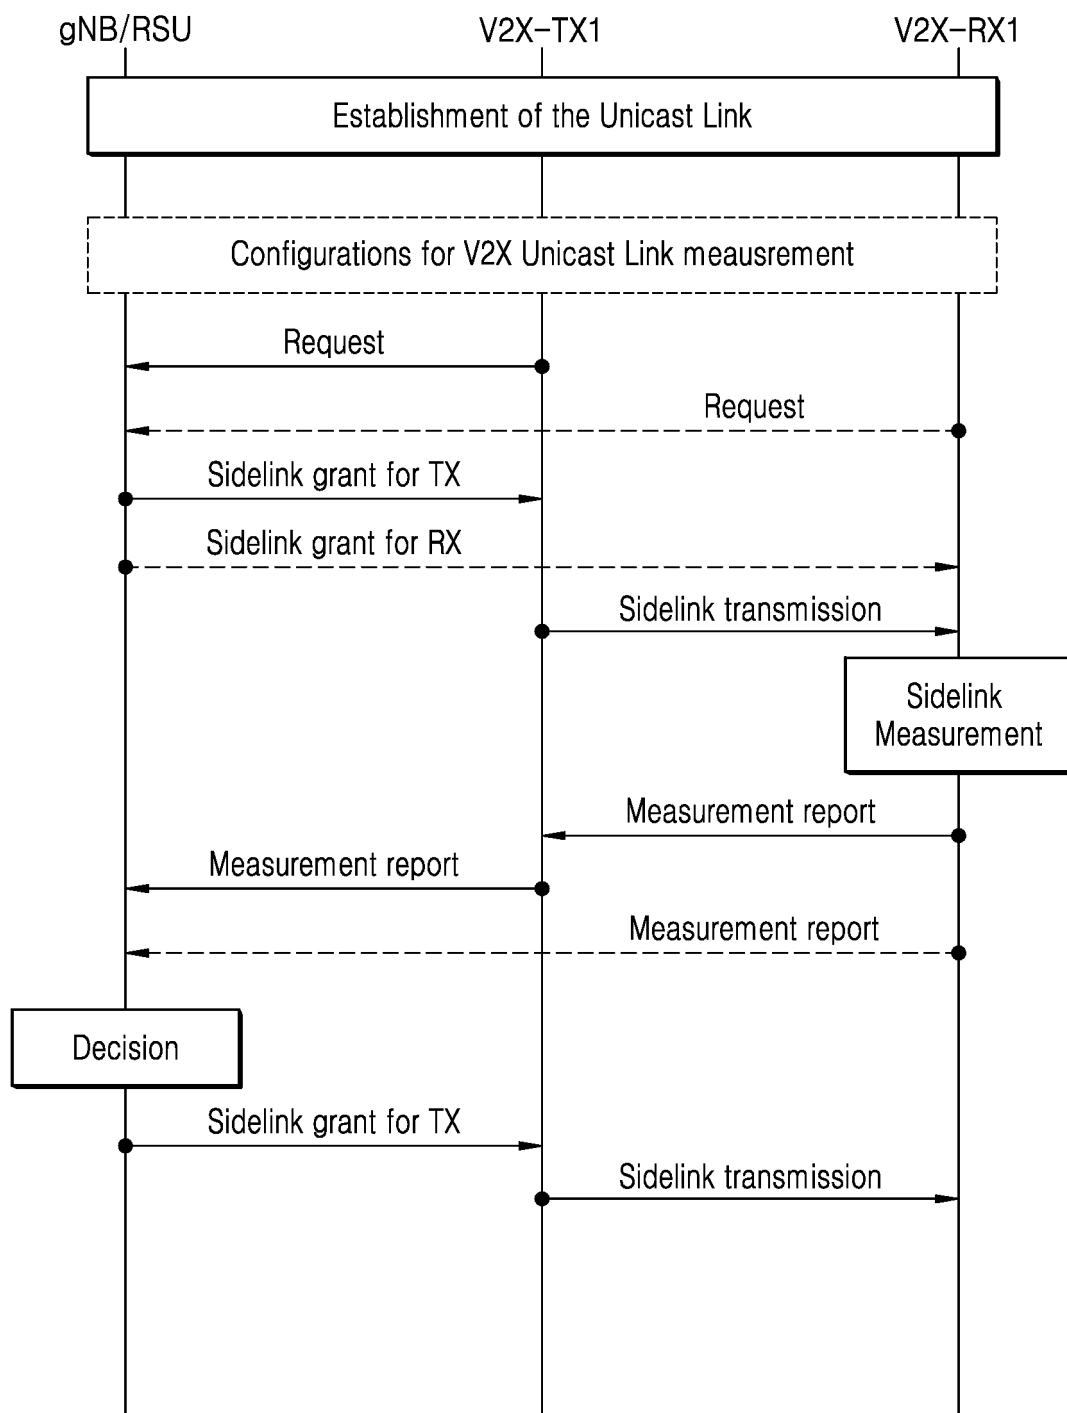 gNB/RSU
V2X-TX1
V2X-RX1
Establishment of the Unicast Link
Configurations for V2X Unicast Link meausrement
Request
Request
Sidelink grant for TX
Sidelink grant for RX
Sidelink transmission
Sidelink
Measurement
Measurement report
Measurement report
Measurement report
Decision
Sidelink grant for TX
Sidelink transmission